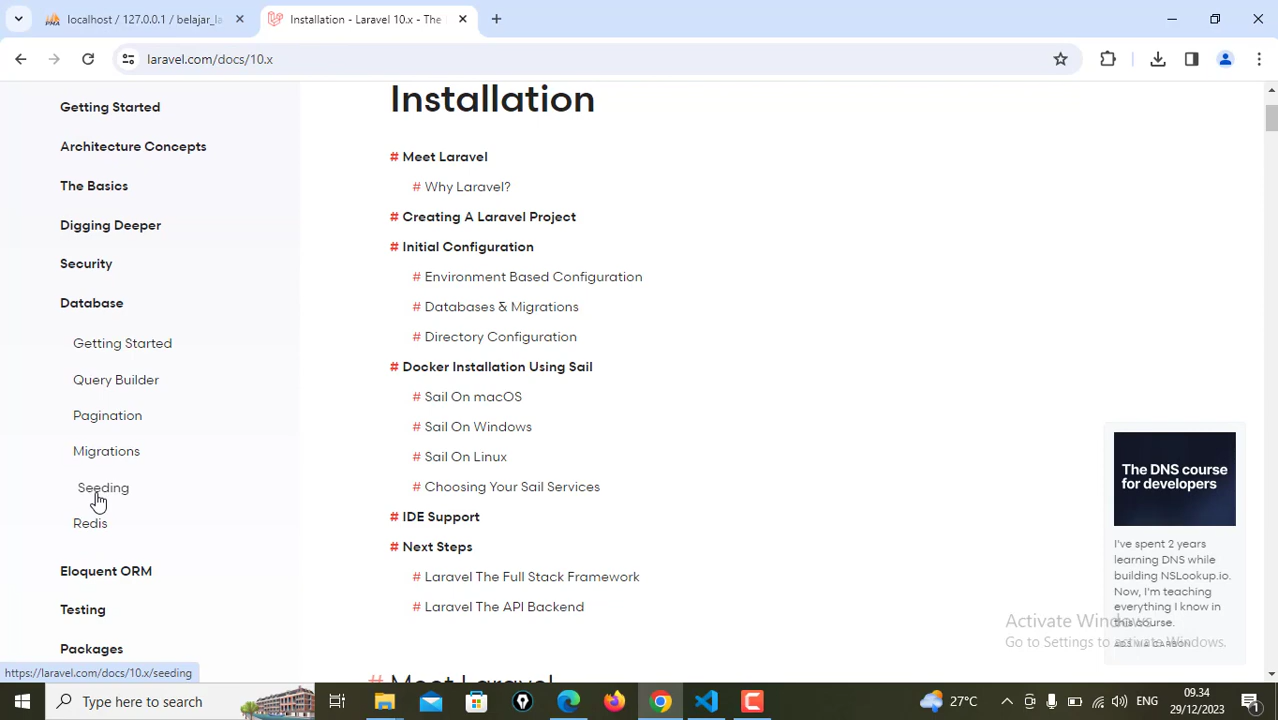 localhost / 127.0.0.1 / belajar_la
Installation - Laravel 10.x - The
laravel.com/docs/10.x
Getting Started
Architecture Concepts
The Basics
Digging Deeper
Security
Database
Getting Started
Query Builder
Pagination
Migrations
Seeding
Redis
Eloquent ORM
Testing
Packages
https://laravel.com/docs/10.x/seeding
Installation
# Meet Laravel
# Why Laravel?
# Creating A Laravel Project
# Initial Configuration
# Environment Based Configuration
# Databases & Migrations
# Directory Configuration
# Docker Installation Using Sail
# Sail On macOS
# Sail On Windows
# Sail On Linux
# Choosing Your Sail Services
# IDE Support
# Next Steps
# Laravel The Full Stack Framework
# Laravel The API Backend
# Meet Laravel
The DNS course
for developers
I've spent 2 years
learning DNS while
building NSLookup.io.
Now, I'm teaching
everything I know in
this course.
ADS VIA CARBON
Activate Windows
Go to Settings to activate Windows.
Type here to search
27°C
ENG
09.34
29/12/2023
1